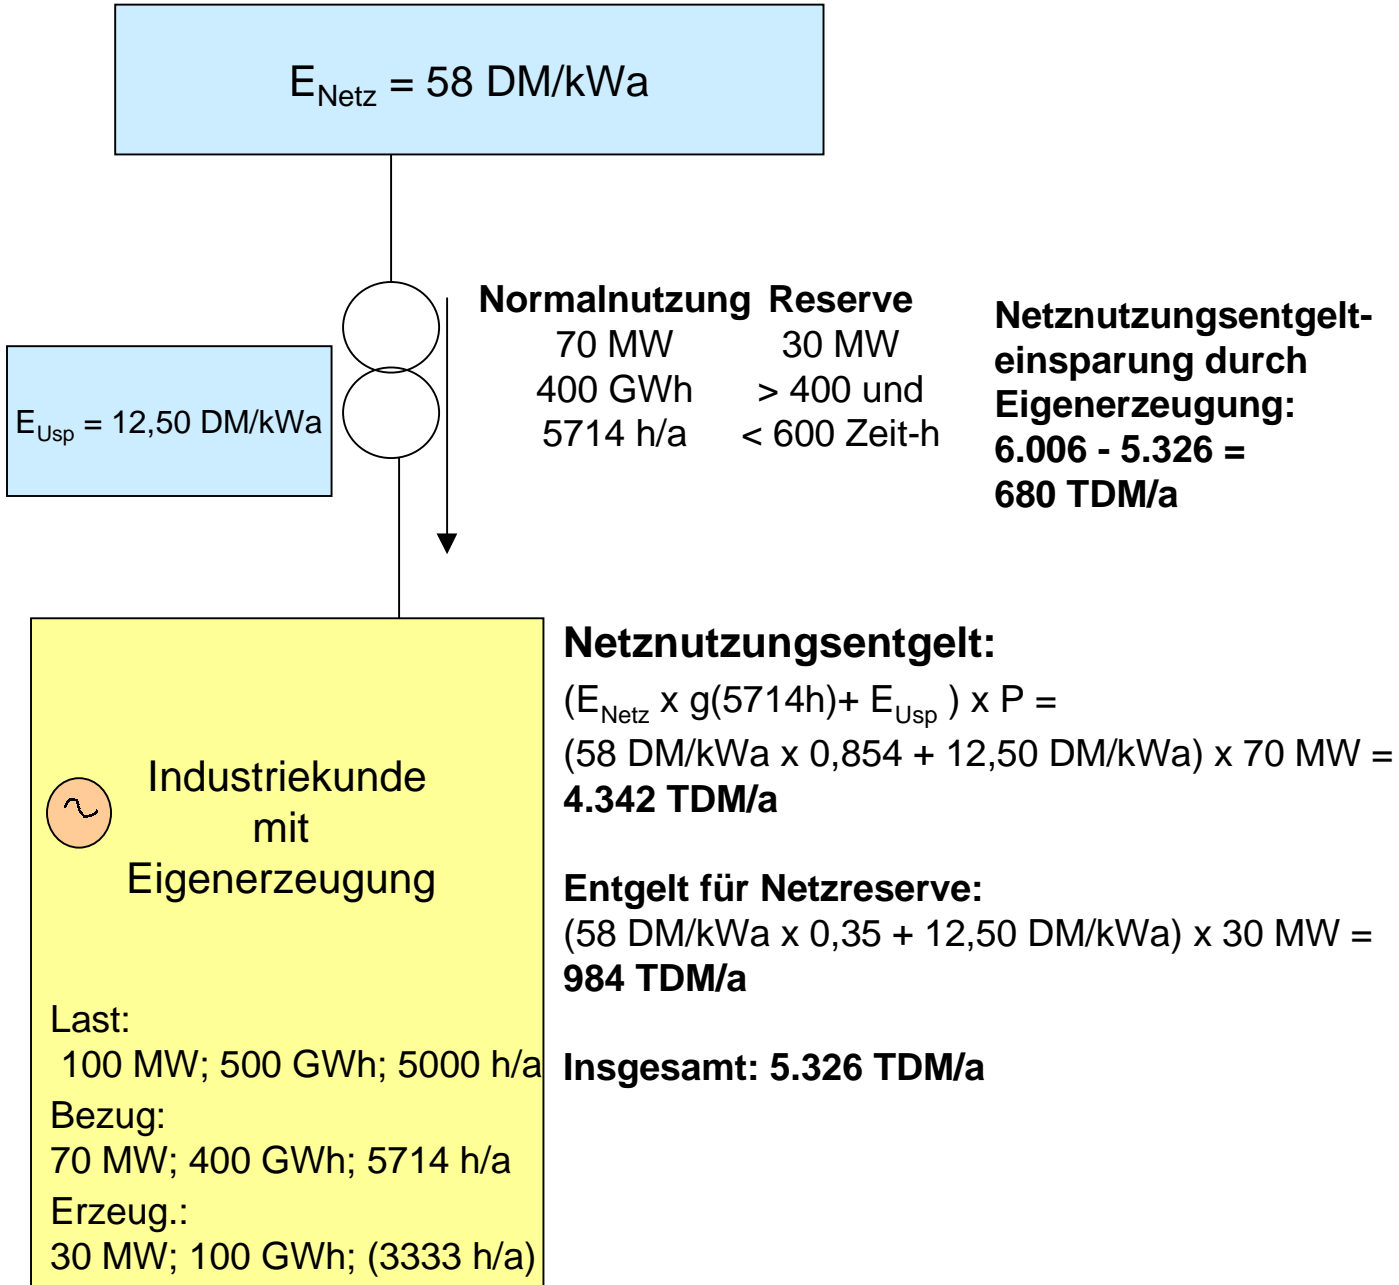 E_Netz = 58 DM/kWa
Normalnutzung Reserve
70 MW 30 MW
400 GWh > 400 und
5714 h/a < 600 Zeit-h
Netznutzungsentgelt-
einsparung durch
Eigenerzeugung:
6.006 - 5.326 =
680 TDM/a
E_Usp = 12,50 DM/kWa
Netznutzungsentgelt:
(E_Netz x g(5714h)+ E_Usp ) x P =
(58 DM/kWa x 0,854 + 12,50 DM/kWa) x 70 MW =
4.342 TDM/a
Entgelt für Netzreserve:
(58 DM/kWa x 0,35 + 12,50 DM/kWa) x 30 MW =
984 TDM/a
Insgesamt: 5.326 TDM/a
Industriekunde
mit
Eigenerzeugung
Last:
100 MW; 500 GWh; 5000 h/a
Bezug:
70 MW; 400 GWh; 5714 h/a
Erzeug.:
30 MW; 100 GWh; (3333 h/a)